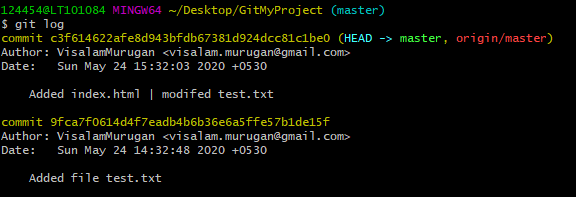 124454@LT101084 MINGW64 ~/Desktop/GitMyProject (master)
$ git log
commit c3f614622afe8d943bfdb67381d924dcc81c1be0 (HEAD -> master, origin/master)
Author: VisalamMurugan <visalam.murugan@gmail.com>
Date:   Sun May 24 15:32:03 2020 +0530
    Added index.html | modifed test.txt
commit 9fca7f0614d4f7eadb4b6b36e6a5ffe57b1de15f
Author: VisalamMurugan <visalam.murugan@gmail.com>
Date:   Sun May 24 14:32:48 2020 +0530
    Added file test.txt